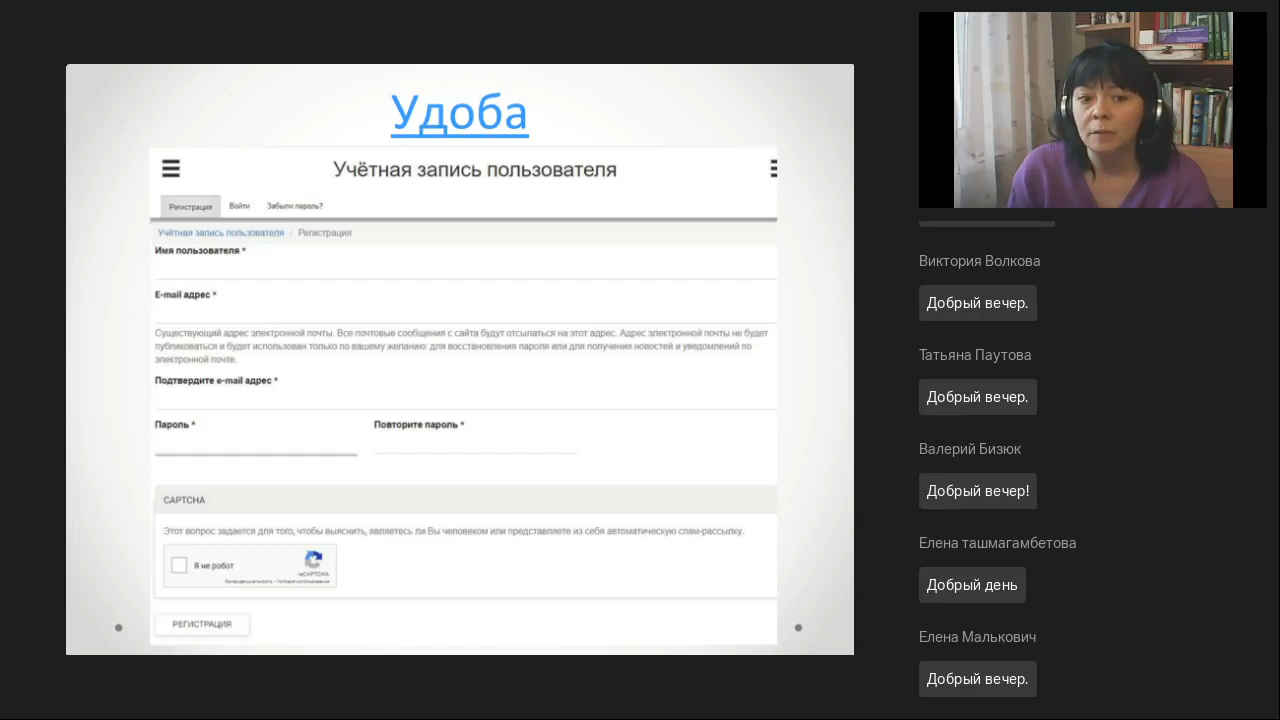 Удоба
Учётная запись пользователя
Регистрация Войти Забыли пароль?
Учётная запись пользователя / Регистрация
Имя пользователя *
E-mail адрес *
Существующий адрес электронной почты. Все почтовые сообщения с сайта будут отсылаться на этот адрес. Адрес электронной почты не будет
публиковаться и будет использован только по вашему желанию: для восстановления пароля или для получения новостей и уведомлений по
электронной почте.
Подтвердите e-mail адрес *
Пароль * Повторите пароль *
CAPTCHA
Этот вопрос задается для того, чтобы выяснить, являетесь ли Вы человеком или представляете из себя автоматическую спам-рассылку.
Я не робот
reCAPTCHA
Конфиденциальность - Условия использования
РЕГИСТРАЦИЯ
Виктория Волкова
Добрый вечер.
Татьяна Паутова
Добрый вечер.
Валерий Бизюк
Добрый вечер!
Елена ташмагамбетова
Добрый день
Елена Малькович
Добрый вечер.